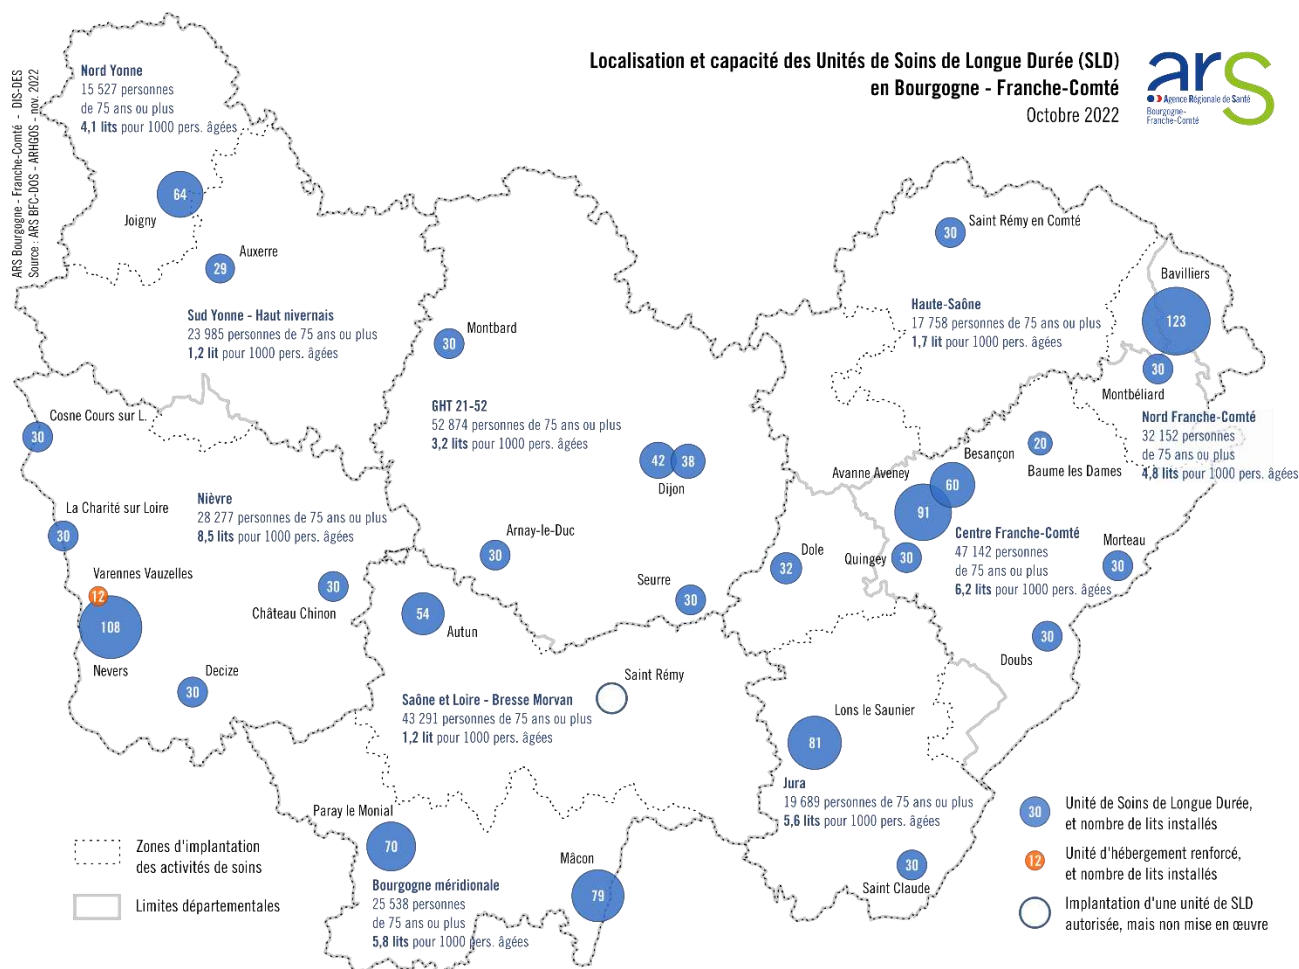 Localisation et capacité des Unités de Soins de Longue Durée (SLD)
en Bourgogne - Franche-Comté
Octobre 2022
ars
Agence Régionale de Santé
Bourgogne-
Franche-Comté
ARS Bourgogne - Franche-Comté - DIS-DES
Source : ARS BFC-DOS - ARHGOS - nov. 2022
Nord Yonne
15 527 personnes
de 75 ans ou plus
4,1 lits pour 1000 pers. âgées
64
Joigny
Auxerre
29
Sud Yonne - Haut nivernais
23 985 personnes de 75 ans ou plus
1,2 lit pour 1000 pers. âgées
Montbard
30
GHT 21-52
52 874 personnes de 75 ans ou plus
3,2 lits pour 1000 pers. âgées
42
38
Dijon
Arnay-le-Duc
30
Seurre
30
Saint Rémy en Comté
30
Haute-Saône
17 758 personnes de 75 ans ou plus
1,7 lit pour 1000 pers. âgées
Bavilliers
123
30
Montbéliard
Nord Franche-Comté
32 152 personnes
de 75 ans ou plus
4,8 lits pour 1000 pers. âgées
20
Baume les Dames
Besançon
60
Avanne Aveney
91
Quingey
30
Centre Franche-Comté
47 142 personnes
de 75 ans ou plus
6,2 lits pour 1000 pers. âgées
Morteau
30
30
Doubs
Dole
32
Cosne Cours sur L.
30
La Charité sur Loire
30
Nièvre
28 277 personnes de 75 ans ou plus
8,5 lits pour 1000 pers. âgées
Varennes Vauzelles
12
108
Nevers
30
Château Chinon
Decize
30
54
Autun
Saint Rémy
Saône et Loire - Bresse Morvan
43 291 personnes de 75 ans ou plus
1,2 lit pour 1000 pers. âgées
Lons le Saunier
81
Jura
19 689 personnes de 75 ans ou plus
5,6 lits pour 1000 pers. âgées
30
Saint Claude
Paray le Monial
70
Mâcon
79
Bourgogne méridionale
25 538 personnes
de 75 ans ou plus
5,8 lits pour 1000 pers. âgées
Zones d'implantation
des activités de soins
Limites départementales
30
Unité de Soins de Longue Durée,
et nombre de lits installés
12
Unité d'hébergement renforcé,
et nombre de lits installés
Implantation d'une unité de SLD
autorisée, mais non mise en œuvre